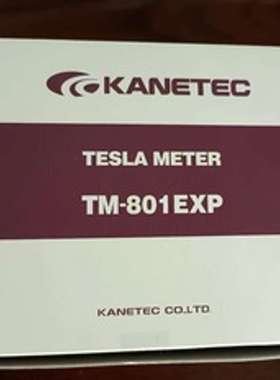 KANETEC
TESLA METER
TM-801EXP
KANETEC CO.LTD.